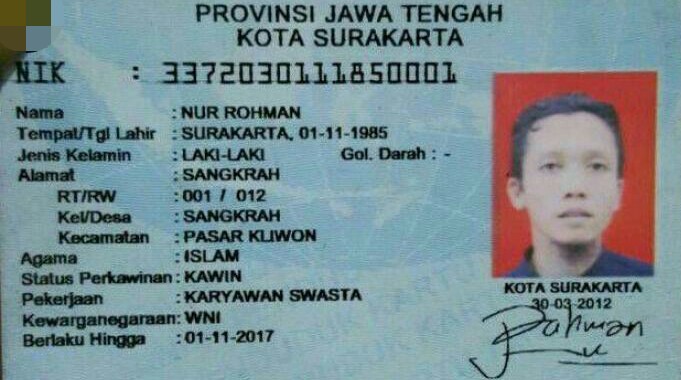 PROVINSI JAWA TENGAH
KOTA SURAKARTA
NIK : 3372030111850001
Nama : NUR ROHMAN
Tempat/Tgl Lahir : SURAKARTA, 01-11-1985
Jenis Kelamin : LAKI-LAKI Gol. Darah : -
Alamat : SANGKRAH
RT/RW : 001 / 012
Kel/Desa : SANGKRAH
Kecamatan : PASAR KLIWON
Agama : ISLAM
Status Perkawinan : KAWIN
Pekerjaan : KARYAWAN SWASTA
Kewarganegaraan : WNI
Berlaku Hingga : 01-11-2017
KOTA SURAKARTA
30-03-2012
Rahman